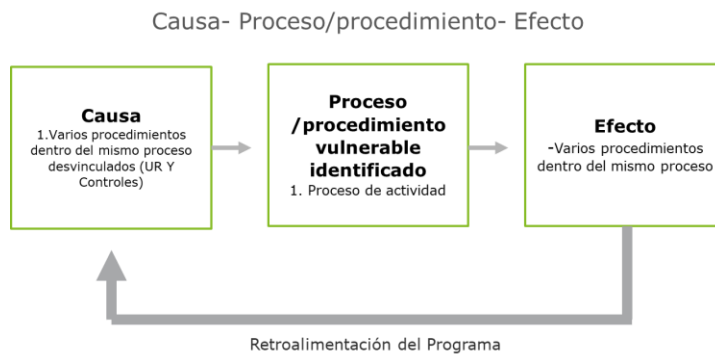 Causa- Proceso/procedimiento- Efecto
Causa
1.Varios procedimientos
dentro del mismo proceso
desvinculados (UR Y
Controles)
Proceso
/procedimiento
vulnerable
identificado
1. Proceso de actividad
Efecto
-Varios procedimientos
dentro del mismo proceso
Retroalimentación del Programa